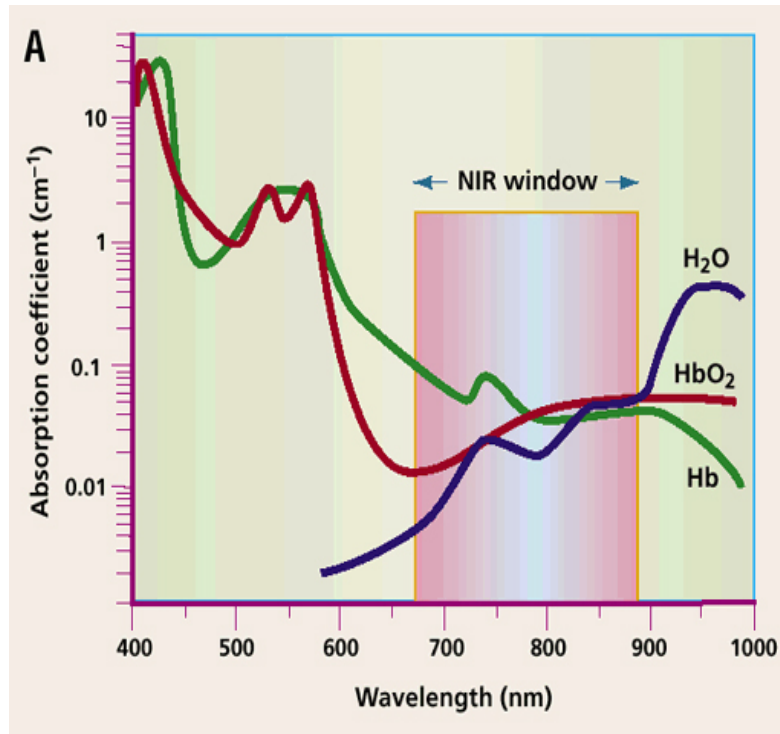 A
Absorption coefficient (cm⁻¹)
10
1
0.1
0.01
NIR window
H₂O
HbO₂
Hb
400 500 600 700 800 900 1000
Wavelength (nm)